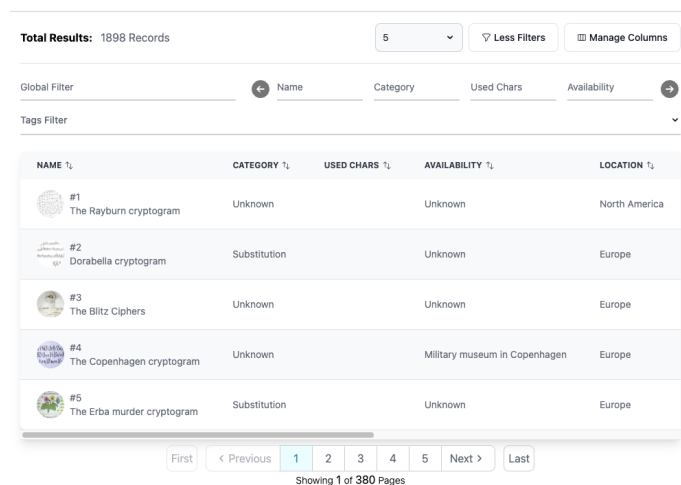 Total Results: 1898 Records
5
Less Filters
Manage Columns
Global Filter
Name
Category
Used Chars
Availability
Tags Filter
NAME CATEGORY USED CHARS AVAILABILITY LOCATION
#1
The Rayburn cryptogram Unknown Unknown North America
#2
Dorabella cryptogram Substitution Unknown Europe
#3
The Blitz Ciphers Unknown Unknown Europe
#4
The Copenhagen cryptogram Unknown Military museum in Copenhagen Europe
#5
The Erba murder cryptogram Substitution Unknown Europe
First < Previous 1 2 3 4 5 Next > Last
Showing 1 of 380 Pages